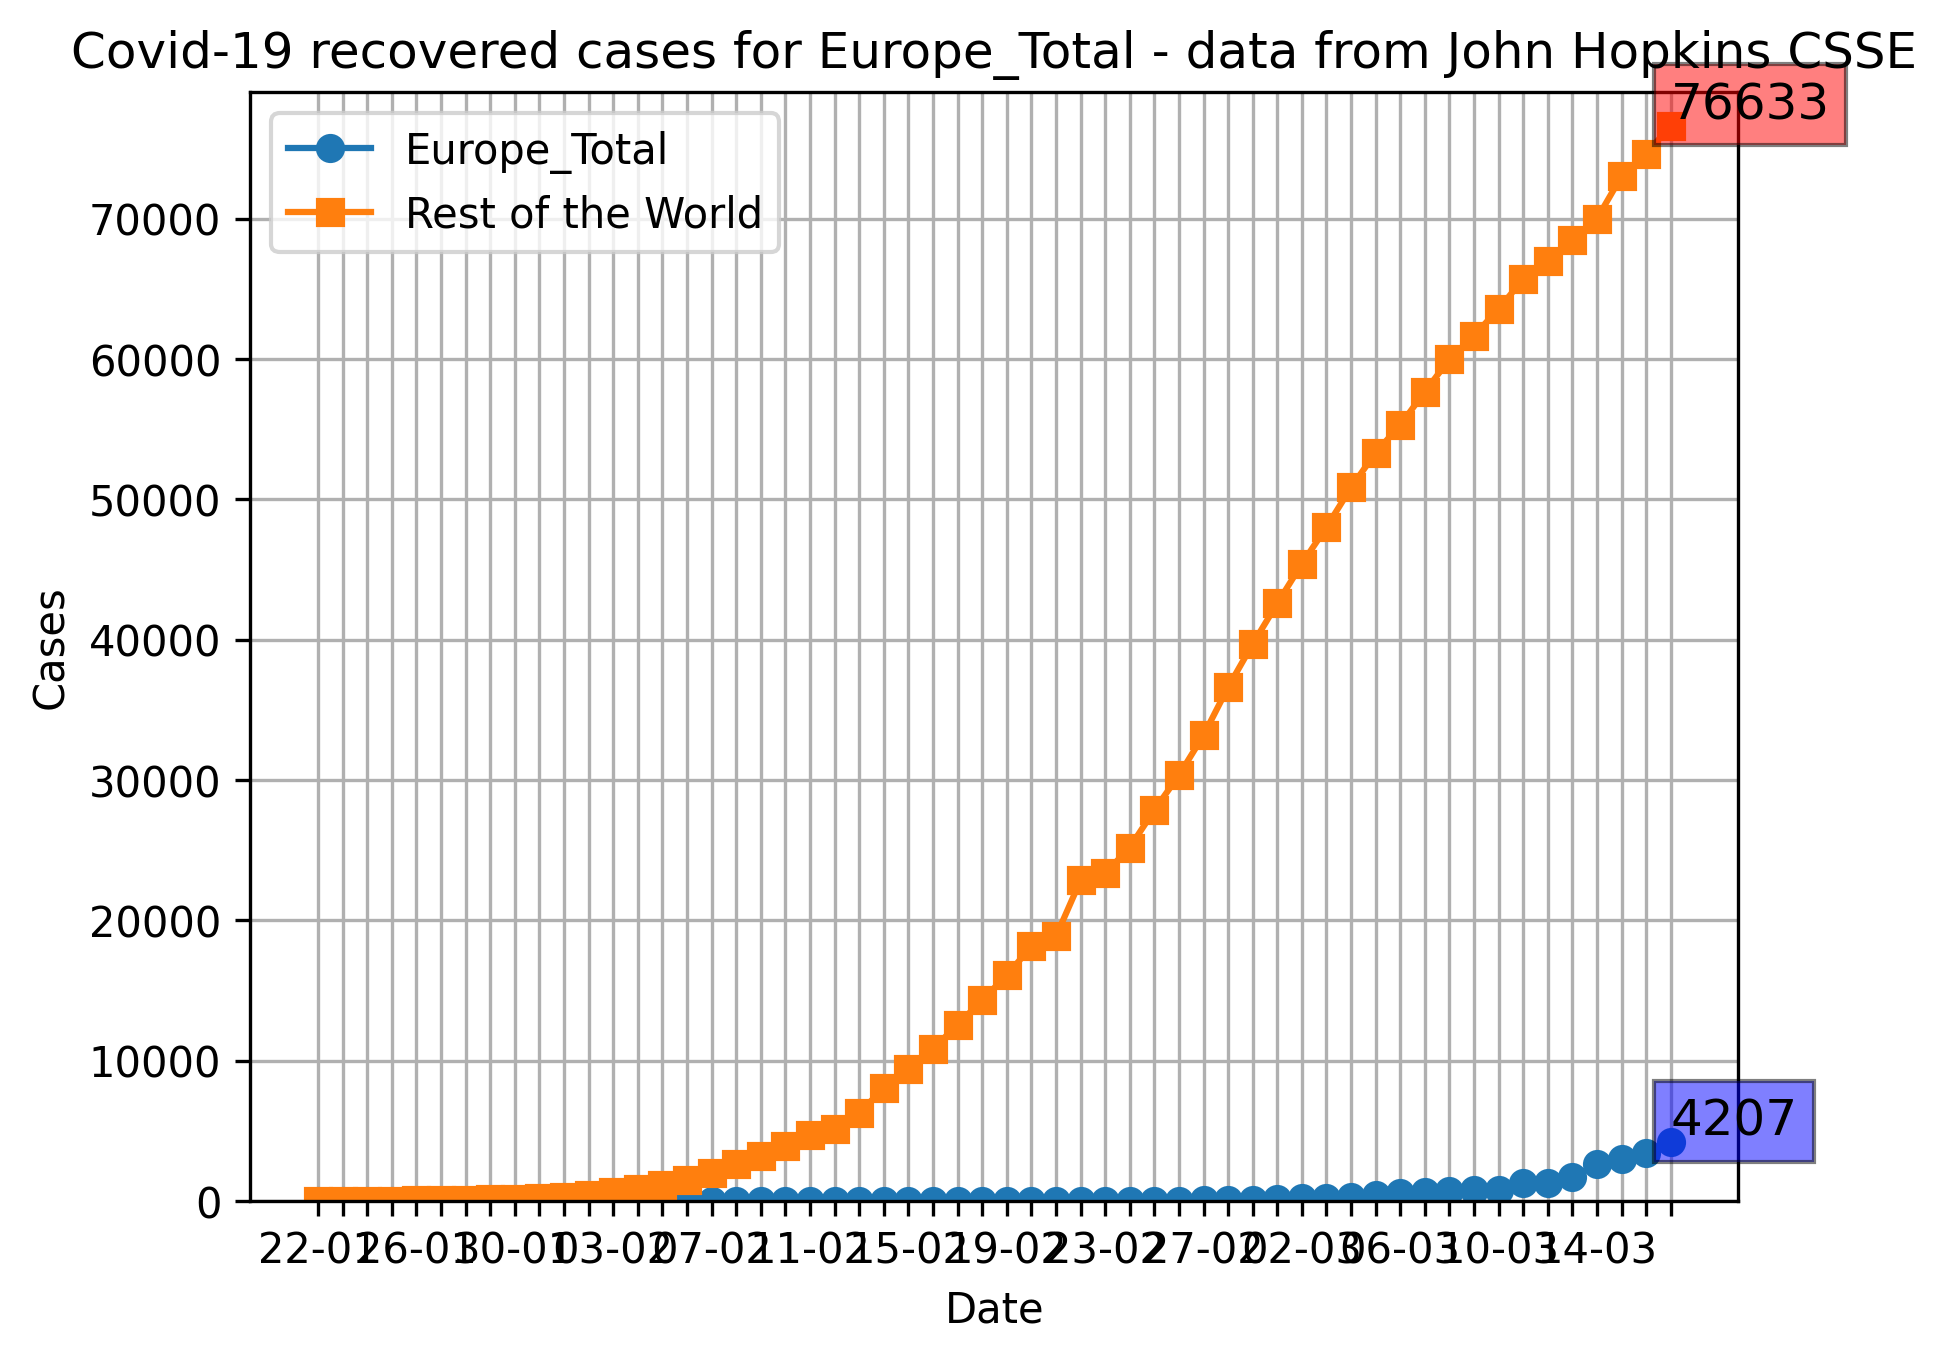 Covid-19 recovered cases for Europe_Total - data from John Hopkins CSSE
76633
Europe_Total
Rest of the World
70000
60000
50000
40000
30000
20000
10000
0
Cases
4207
22-01 26-01 30-01 03-02 07-02 11-02 15-02 19-02 23-02 27-02 02-03 06-03 10-03 14-03
Date